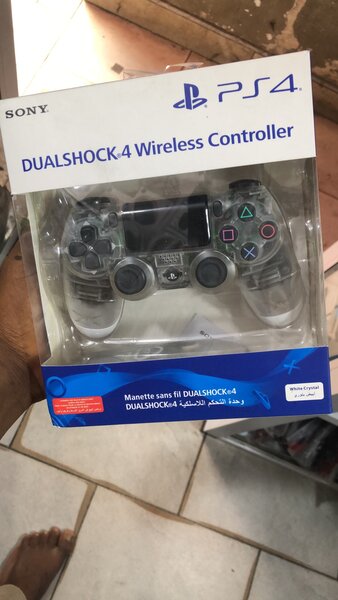 SONY
PS4
DUALSHOCK®4 Wireless Controller
Manette sans fil DUALSHOCK®4
وحدة التحكم اللاسلكية DUALSHOCK®4
White Crystal
أبيض بلوري